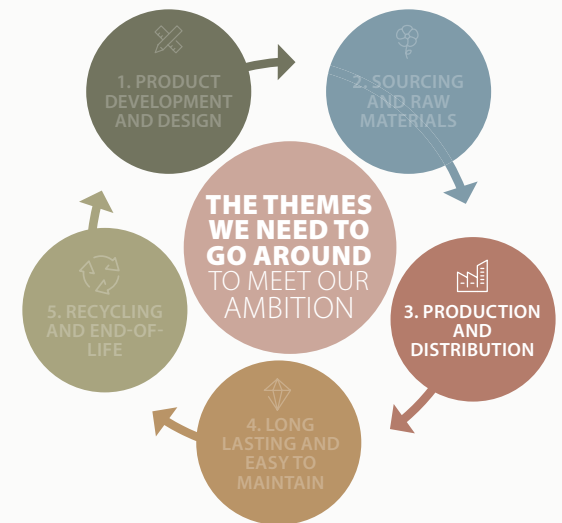 1. PRODUCT
DEVELOPMENT
AND DESIGN
2. SOURCING
AND RAW
MATERIALS
THE THEMES
WE NEED TO
GO AROUND
TO MEET OUR
AMBITION
3. PRODUCTION
AND
DISTRIBUTION
4. LONG
LASTING AND
EASY TO
MAINTAIN
5. RECYCLING
AND END-OF-
LIFE